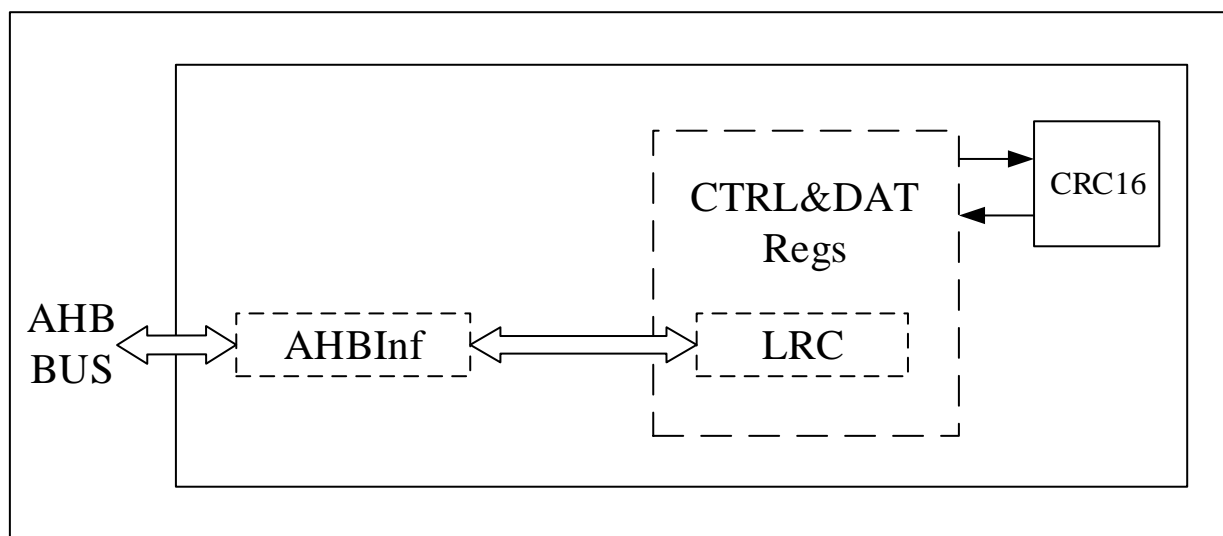 CTRL&DAT
Regs
CRC16
AHB
BUS
AHBInf
LRC